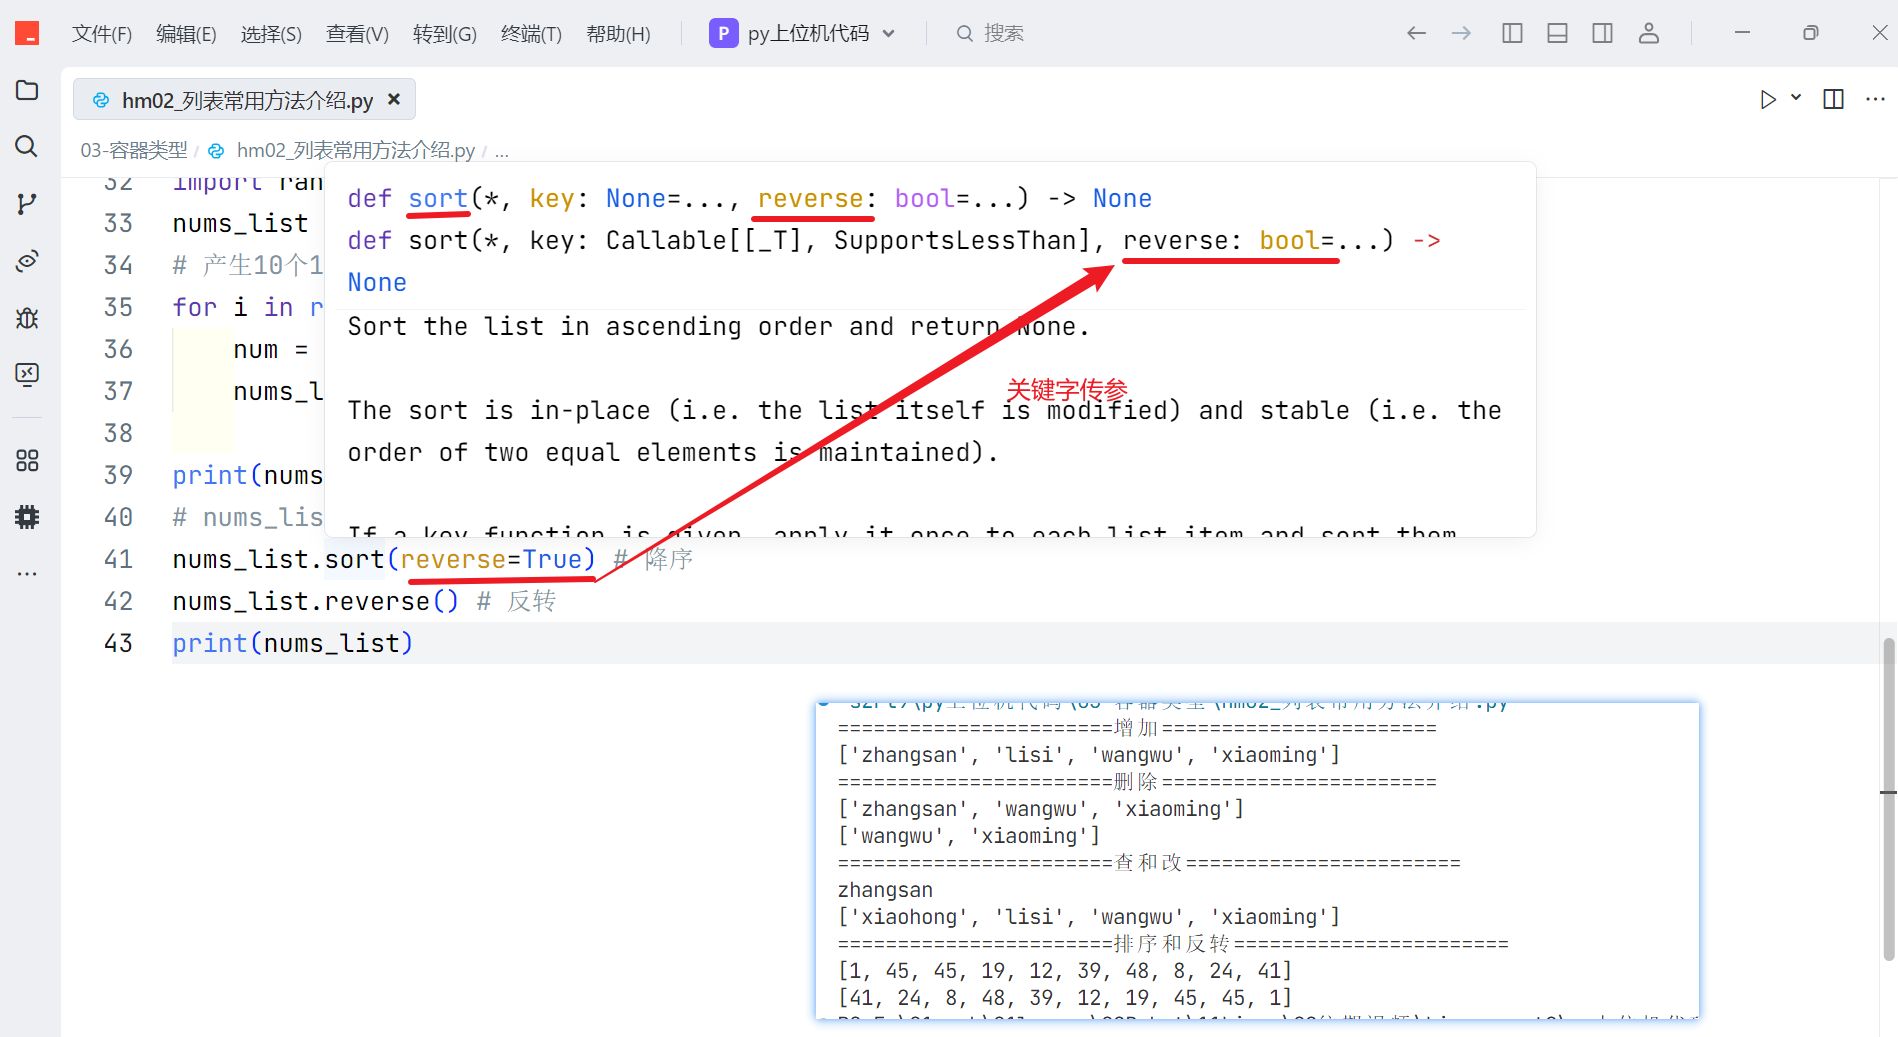 文件(F) 编辑(E) 选择(S) 查看(V) 转到(G) 终端(T) 帮助(H) P py上位机代码 搜索
hm02_列表常用方法介绍.py
03-容器类型 / hm02_列表常用方法介绍.py / ...
32 import ran
33 nums_list
34 # 产生10个1
35 for i in r
36 num =
37 nums_l
38
39 print(nums
40 # nums_lis
41 nums_list.sort(reverse=True) # 降序
42 nums_list.reverse() # 反转
43 print(nums_list)
def sort(*, key: None=..., reverse: bool=...) -> None
def sort(*, key: Callable[[_T], SupportsLessThan], reverse: bool=...) ->
None
Sort the list in ascending order and return None.
关键字传参
The sort is in-place (i.e. the list itself is modified) and stable (i.e. the
order of two equal elements is maintained).
If a key function is given, apply it once to each list item and sort them,
=======================增加=======================
['zhangsan', 'lisi', 'wangwu', 'xiaoming']
=======================删除=======================
['zhangsan', 'wangwu', 'xiaoming']
['wangwu', 'xiaoming']
=======================查和改=======================
zhangsan
['xiaohong', 'lisi', 'wangwu', 'xiaoming']
=======================排序和反转=======================
[1, 45, 45, 19, 12, 39, 48, 8, 24, 41]
[41, 24, 8, 48, 39, 12, 19, 45, 45, 1]